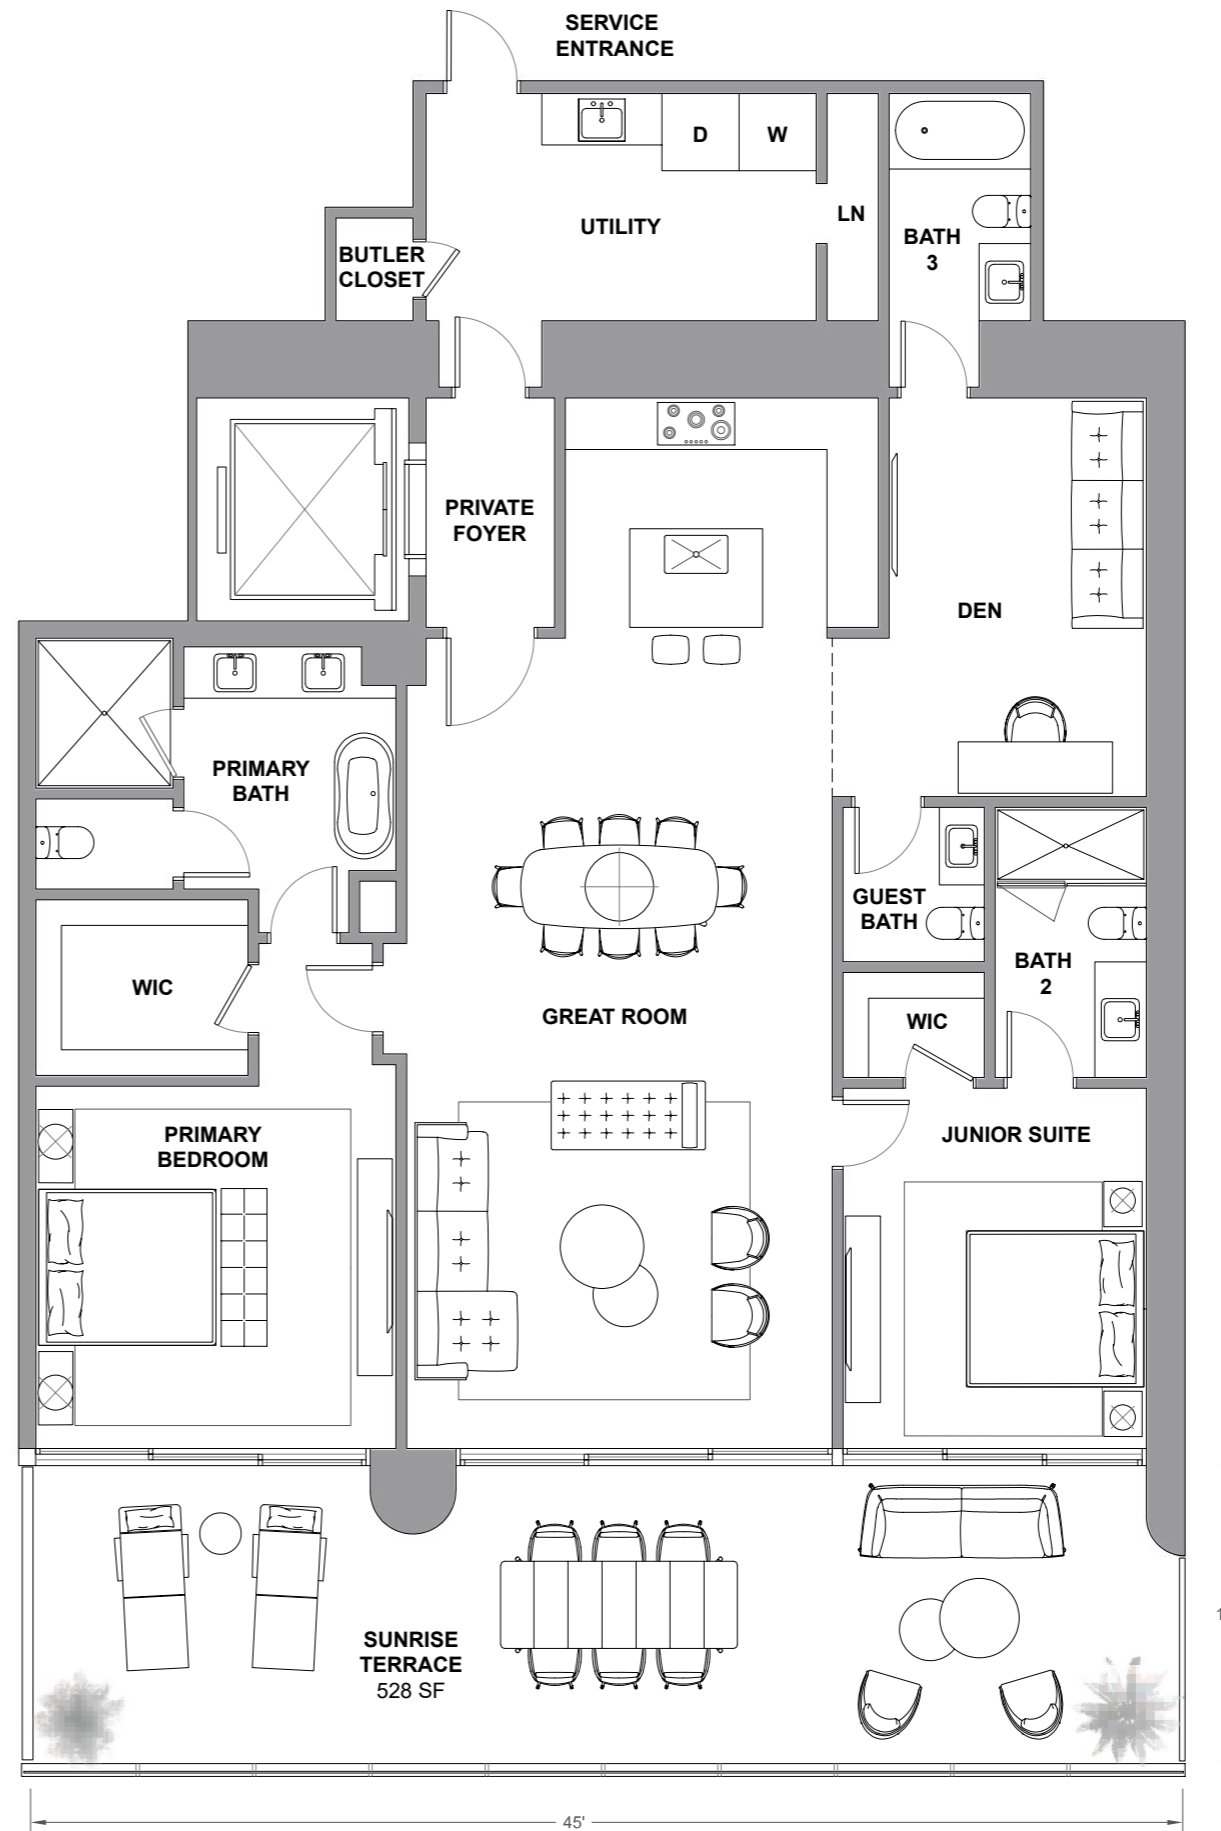 SERVICE
ENTRANCE
D
W
UTILITY
LN
BATH
3
BUTLER
CLOSET
PRIVATE
FOYER
DEN
PRIMARY
BATH
GUEST
BATH
BATH
2
WIC
GREAT ROOM
WIC
PRIMARY
BEDROOM
JUNIOR SUITE
SUNRISE
TERRACE
528 SF
1
45'